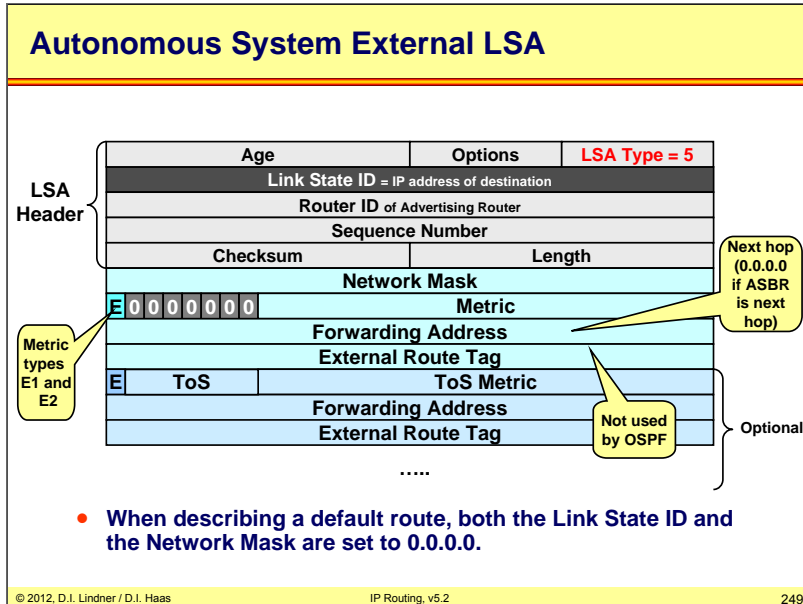 Autonomous System External LSA
LSA Header
Age Options LSA Type = 5
Link State ID = IP address of destination
Router ID of Advertising Router
Sequence Number
Checksum Length
Network Mask
E 0 0 0 0 0 0 0 Metric
Forwarding Address
External Route Tag
E ToS ToS Metric
Forwarding Address
External Route Tag
…..
Next hop
(0.0.0.0
if ASBR
is next
hop)
Metric
types
E1 and
E2
Not used
by OSPF
Optional
• When describing a default route, both the Link State ID and
the Network Mask are set to 0.0.0.0.
© 2012, D.I. Lindner / D.I. Haas IP Routing, v5.2 249